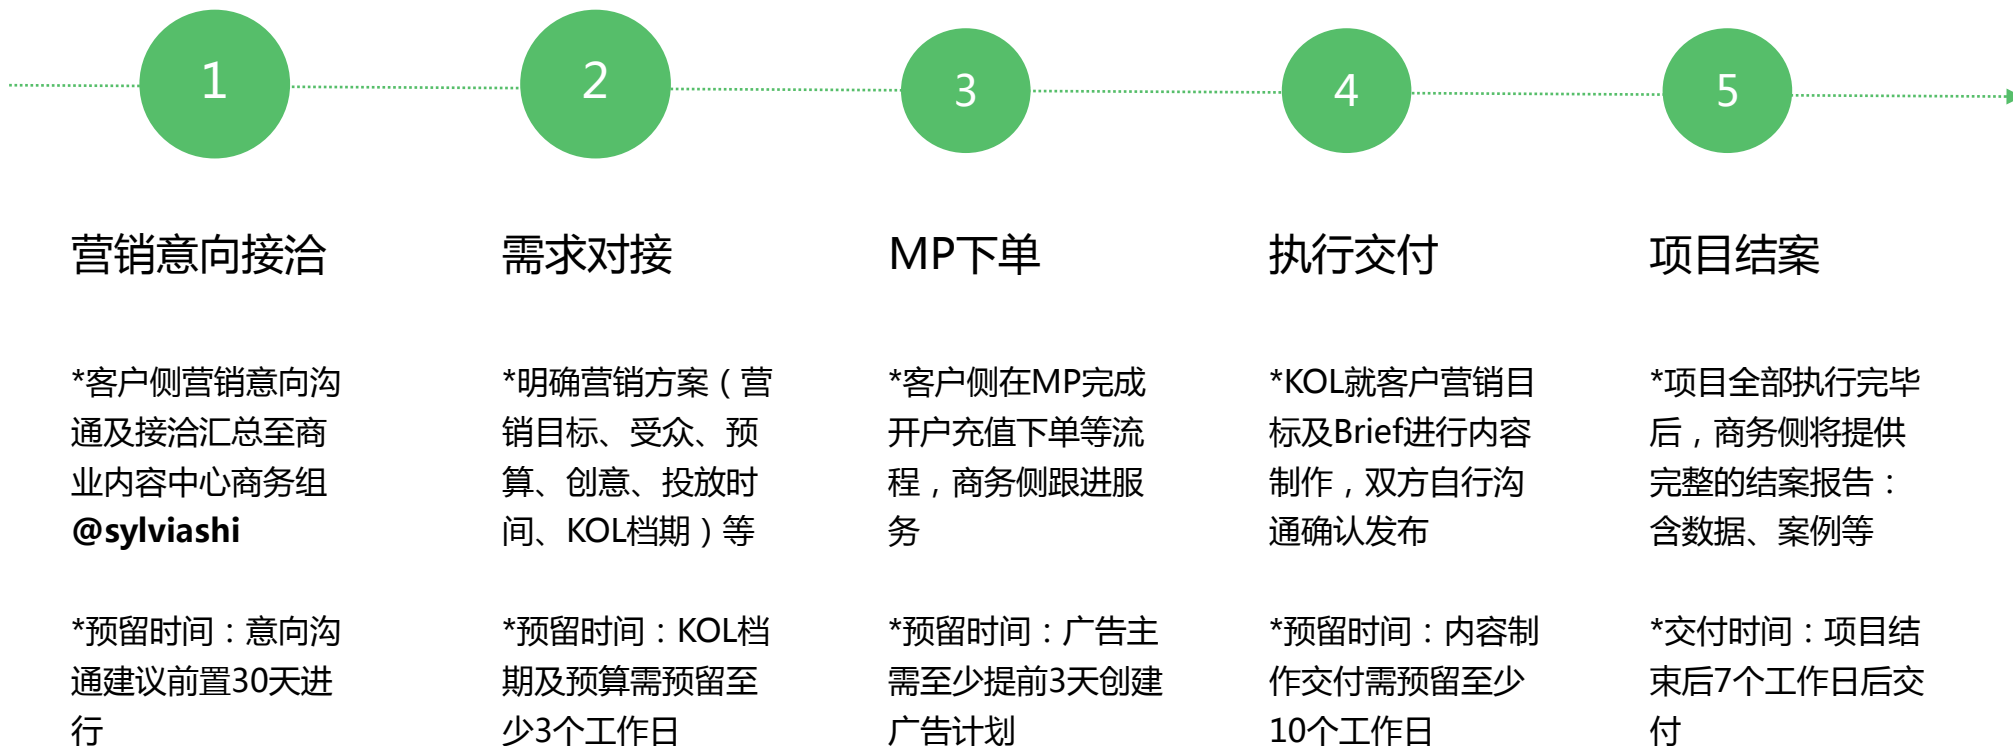 1
2
3
4
5
营销意向接洽
*客户侧营销意向沟
通及接洽汇总至商
业内容中心商务组
@sylviashi
*预留时间：意向沟
通建议前置30天进
行
需求对接
*明确营销方案（营
销目标、受众、预
算、创意、投放时
间、KOL档期）等
*预留时间：KOL档
期及预算需预留至
少3个工作日
MP下单
*客户侧在MP完成
开户充值下单等流
程，商务侧跟进服
务
*预留时间：广告主
需至少提前3天创建
广告计划
执行交付
*KOL就客户营销目
标及Brief进行内容
制作，双方自行沟
通确认发布
*预留时间：内容制
作交付需预留至少
10个工作日
项目结案
*项目全部执行完毕
后，商务侧将提供
完整的结案报告：
含数据、案例等
*交付时间：项目结
束后7个工作日后交
付